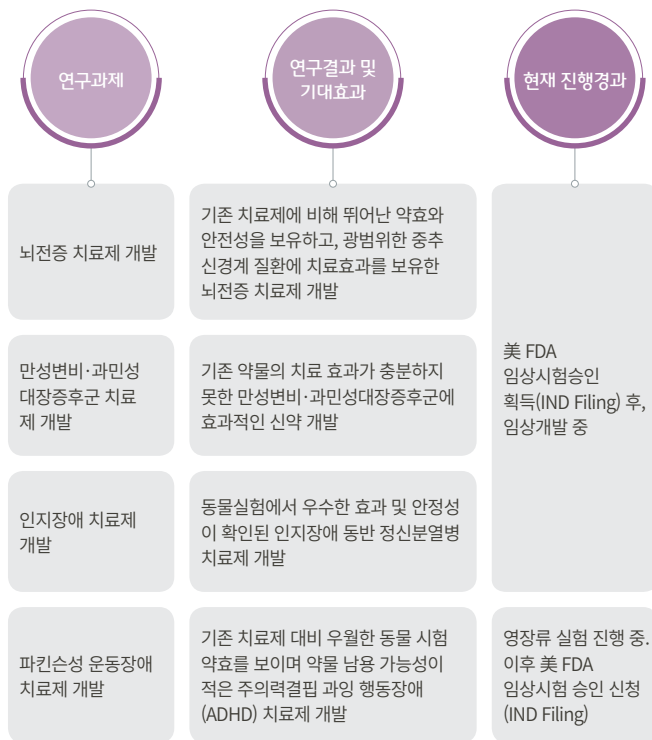 연구과제
연구결과 및
기대효과
현재 진행경과
뇌전증 치료제 개발
기존 치료제에 비해 뛰어난 약효와
안전성을 보유하고, 광범위한 중추
신경계 질환에 치료효과를 보유한
뇌전증 치료제 개발
만성변비·과민성
대장증후군 치료
제 개발
기존 약물의 치료 효과가 충분하지
못한 만성변비·과민성대장증후군에
효과적인 신약 개발
인지장애 치료제
개발
동물실험에서 우수한 효과 및 안정성
이 확인된 인지장애 동반 정신분열병
치료제 개발
美 FDA
임상시험승인
획득(IND Filing) 후,
임상개발 중
파킨슨성 운동장애
치료제 개발
기존 치료제 대비 우월한 동물 시험
약효를 보이며 약물 남용 가능성이
적은 주의력결핍 과잉 행동장애
(ADHD) 치료제 개발
영장류 실험 진행 중.
이후 美 FDA
임상시험 승인 신청
(IND Filing)